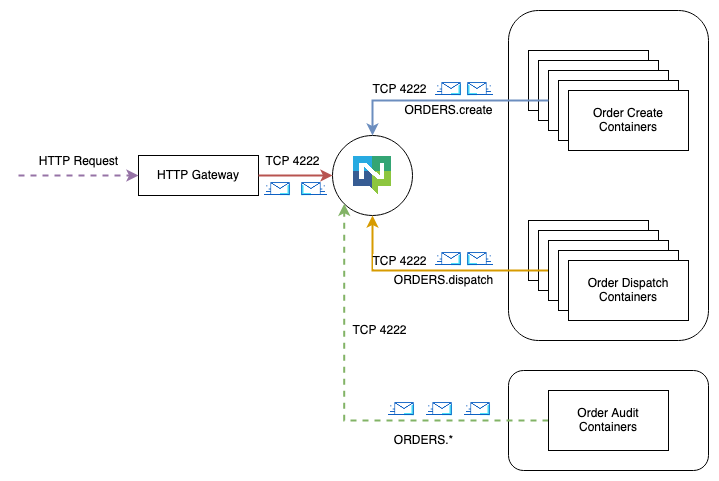 TCP 4222
ORDERS.create
Order Create
Containers
HTTP Request
HTTP Gateway
TCP 4222
N
TCP 4222
ORDERS.dispatch
Order Dispatch
Containers
TCP 4222
ORDERS.*
Order Audit
Containers